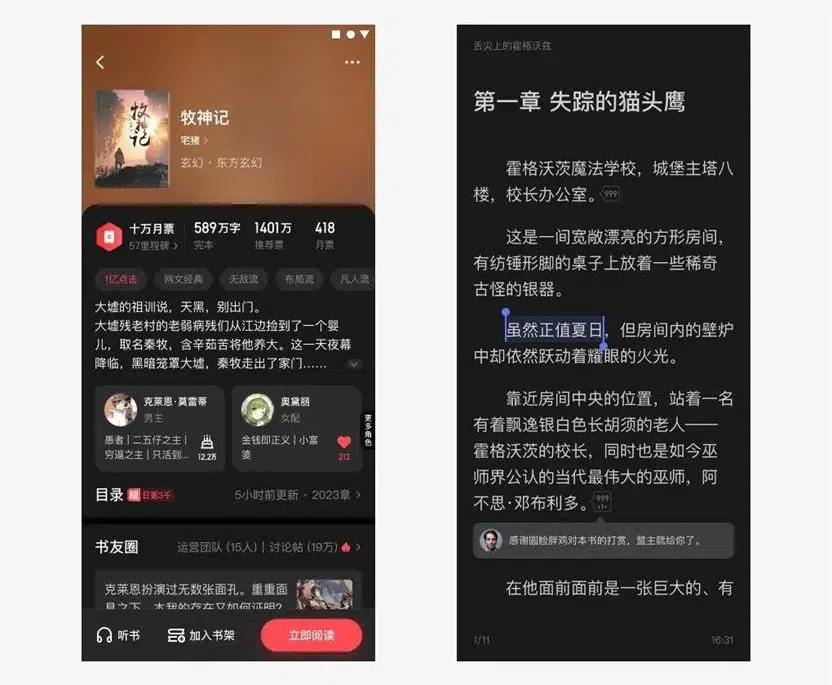 牧神记
牧神记
宅猪
玄幻·东方玄幻
十万月票
57里程碑
589万字
完本
1401万
推荐票
418
月票
1亿点击
网文经典
无敌流
布局流
凡人流
大墟的祖训说，天黑，别出门。
大墟残老村的老弱病残们从江边捡到了一个婴
儿，取名秦牧，含辛茹苦将他养大。这一天夜幕
降临，黑暗笼罩大墟，秦牧走出了家门……
克莱恩·莫雷蒂
男主
愚者｜二五仔之主｜
穷逼之主｜只活到...
12.2万
奥黛丽
女配
金钱即正义｜小富
婆
212
更多角色
目录
日更3千
5小时前更新 · 2023章
书友圈
运营团队 (15人)｜讨论帖 (19万)
克莱恩扮演过无数张面孔。重重面
具之下，本我的存在又如何证明?
听书
加入书架
立即阅读
舌尖上的霍格沃兹
第一章 失踪的猫头鹰
霍格沃茨魔法学校，城堡主塔八
楼，校长办公室。
999
这是一间宽敞漂亮的方形房间，
有纺锤形脚的桌子上放着一些稀奇
古怪的银器。
虽然正值夏日，但房间内的壁炉
中却依然跃动着耀眼的火光。
靠近房间中央的位置，站着一名
有着飘逸银白色长胡须的老人——
霍格沃茨的校长，同时也是如今巫
师界公认的当代最伟大的巫师，阿
不思·邓布利多。
999
感谢圆脸胖鸡对本书的打赏，盟主就给你了。
在他面前面前是一张巨大的、有
1/11
16:31